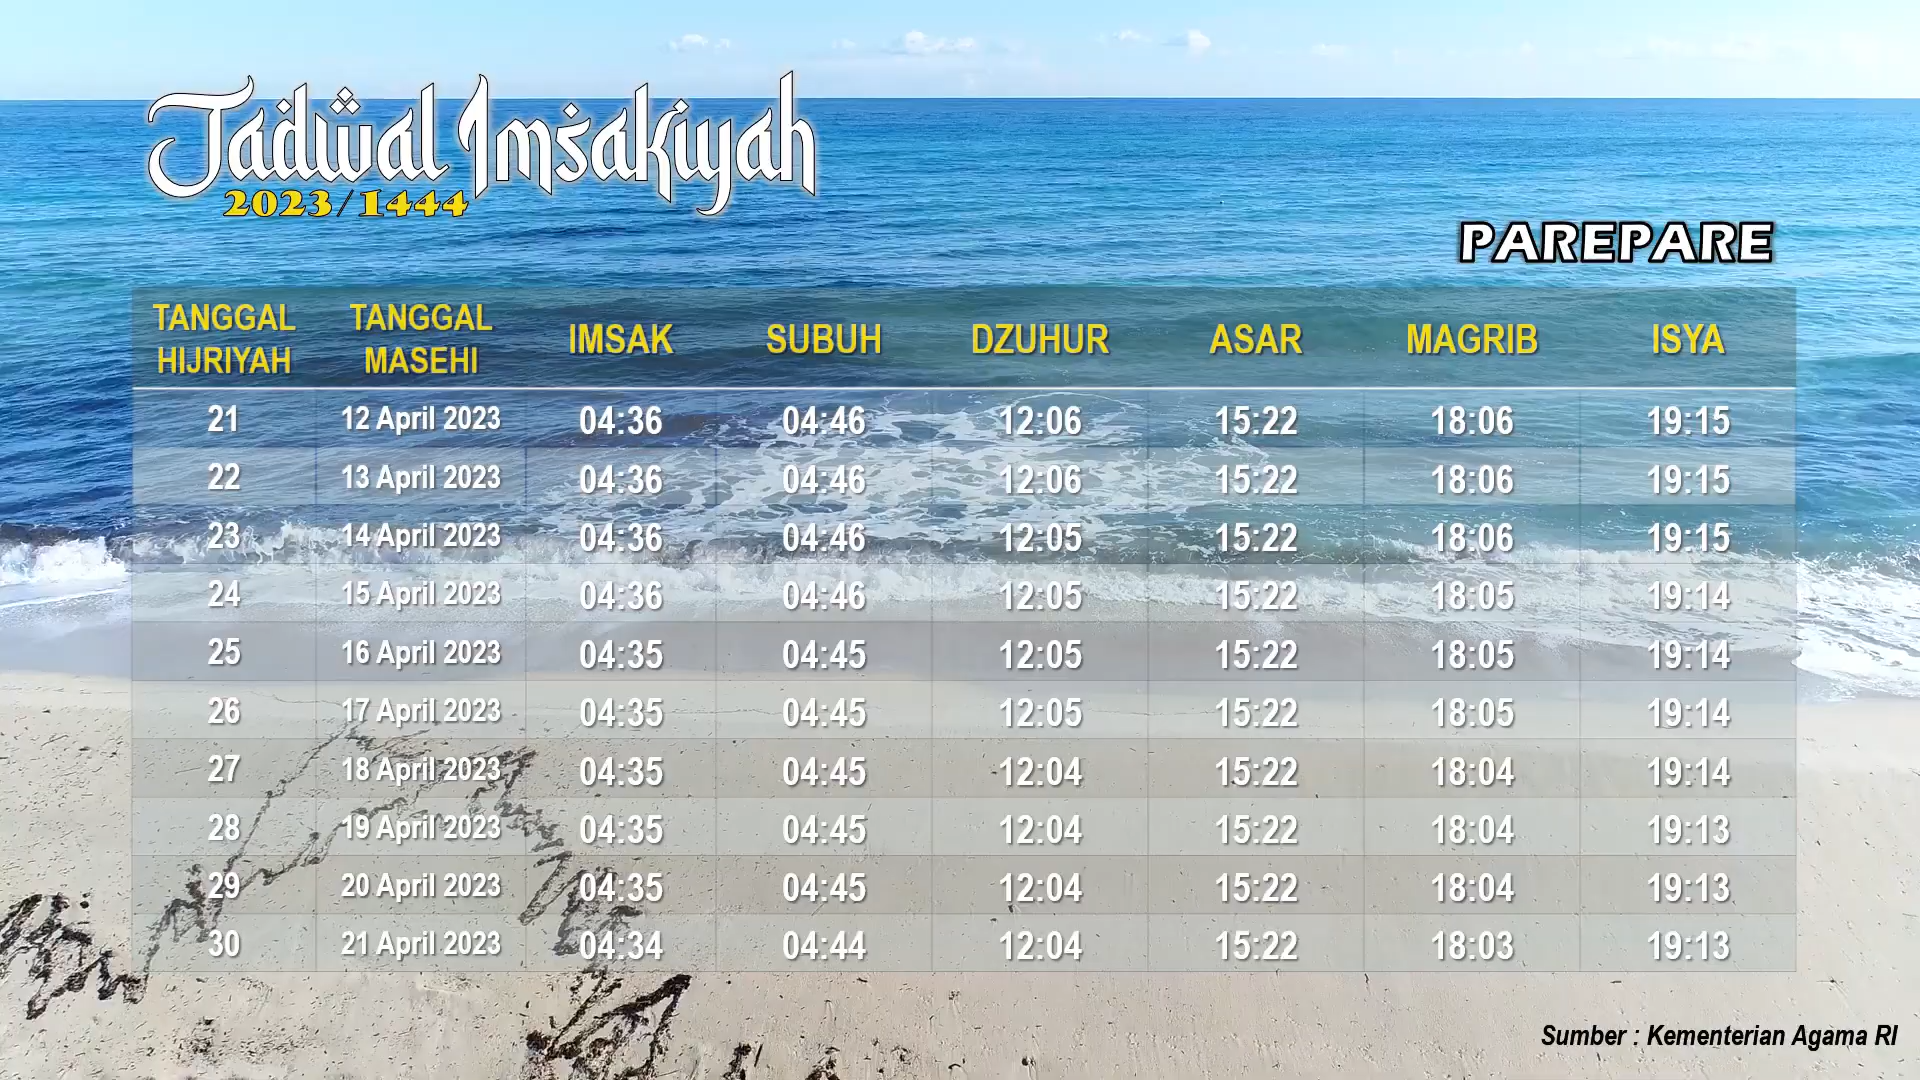 Jadwal Imsakiyah
2023/1444
PAREPARE
TANGGAL HIJRIYAH TANGGAL MASEHI IMSAK SUBUH DZUHUR ASAR MAGRIB ISYA
21 12 April 2023 04:36 04:46 12:06 15:22 18:06 19:15
22 13 April 2023 04:36 04:46 12:06 15:22 18:06 19:15
23 14 April 2023 04:36 04:46 12:05 15:22 18:06 19:15
24 15 April 2023 04:36 04:46 12:05 15:22 18:05 19:14
25 16 April 2023 04:35 04:45 12:05 15:22 18:05 19:14
26 17 April 2023 04:35 04:45 12:05 15:22 18:05 19:14
27 18 April 2023 04:35 04:45 12:04 15:22 18:04 19:14
28 19 April 2023 04:35 04:45 12:04 15:22 18:04 19:13
29 20 April 2023 04:35 04:45 12:04 15:22 18:04 19:13
30 21 April 2023 04:34 04:44 12:04 15:22 18:03 19:13
Sumber : Kementerian Agama RI